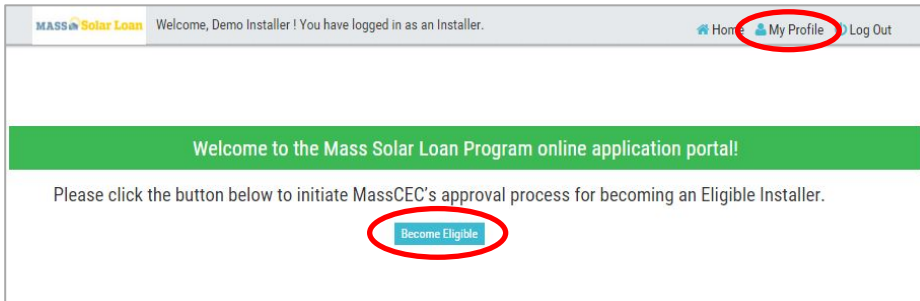 MASS Solar Loan Welcome, Demo Installer ! You have logged in as an Installer. Home My Profile Log Out
Welcome to the Mass Solar Loan Program online application portal!
Please click the button below to initiate MassCEC's approval process for becoming an Eligible Installer.
Become Eligible